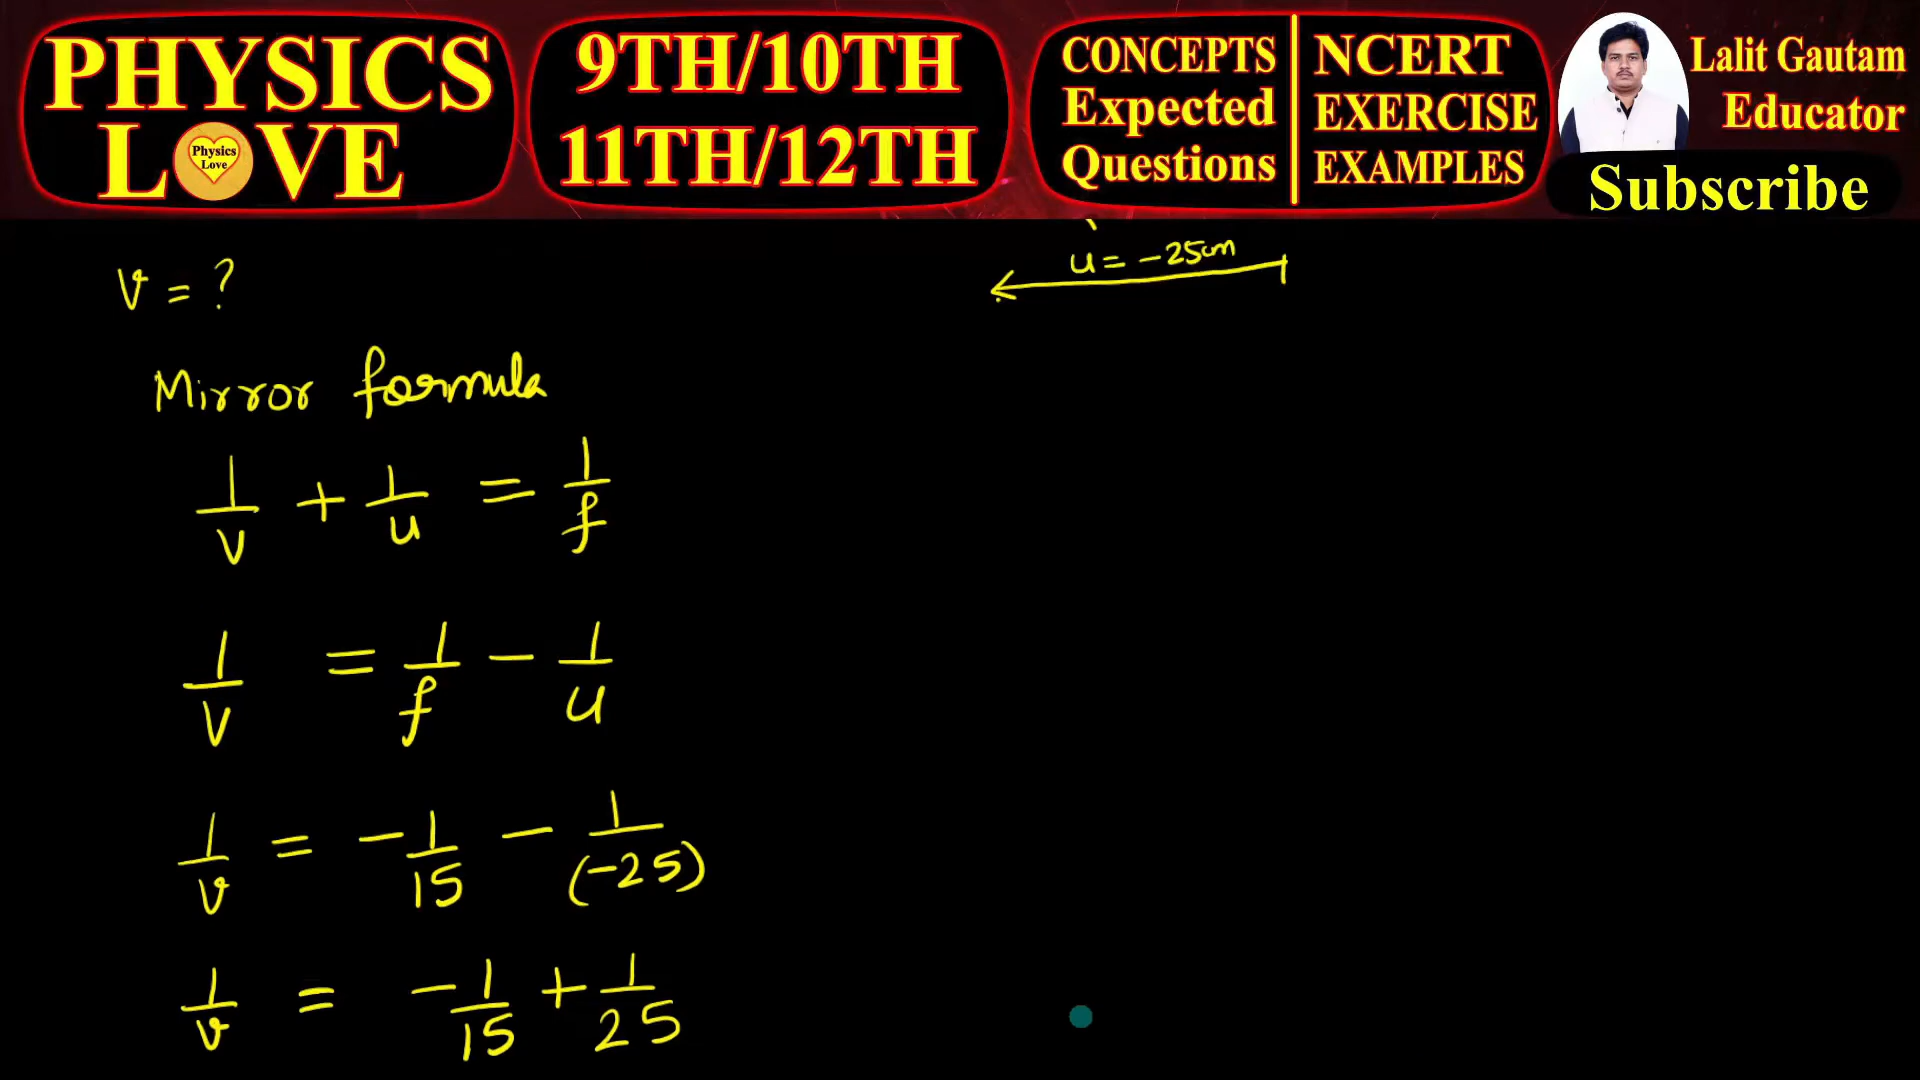 PHYSICS
LOVE
Physics
Love
9TH/10TH
11TH/12TH
CONCEPTS
Expected
Questions
NCERT
EXERCISE
EXAMPLES
Lalit Gautam
Educator
Subscribe
u = -25cm
v = ?
Mirror formula
1/v + 1/u = 1/f
1/v = 1/f - 1/u
1/v = -1/15 - 1/(-25)
1/v = -1/15 + 1/25